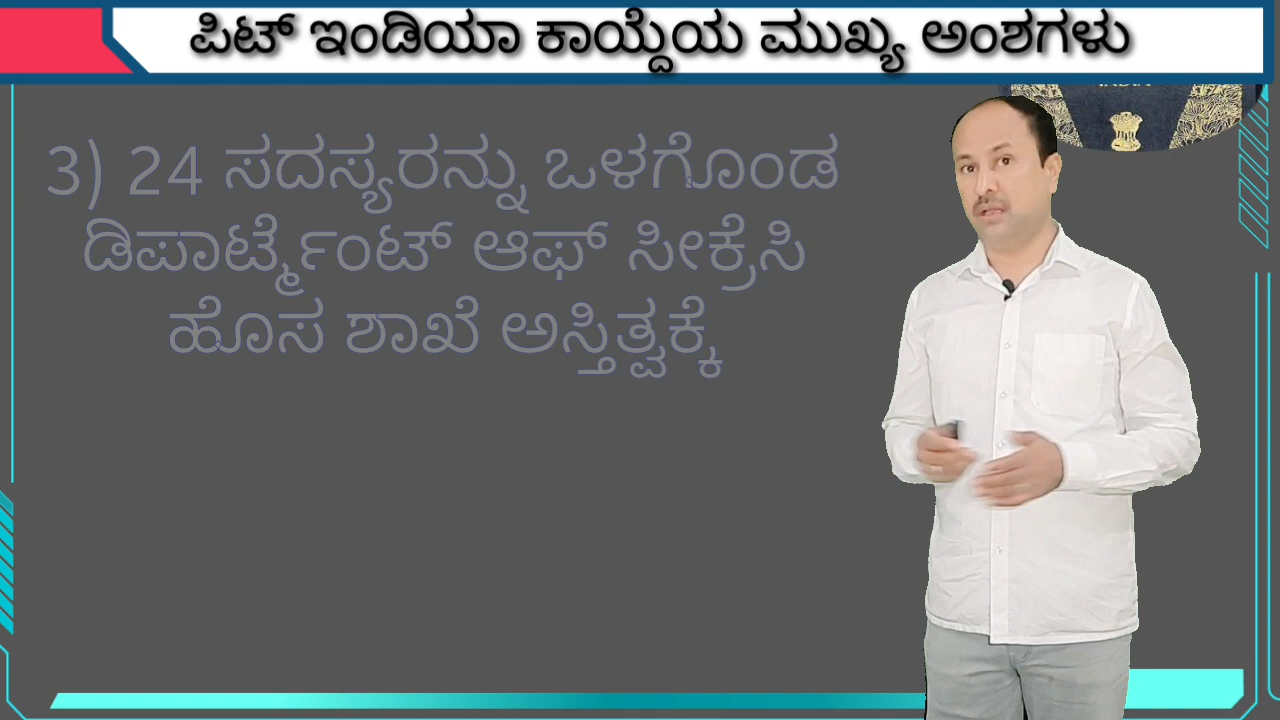 ಪಿಟ್ ಇಂಡಿಯಾ ಕಾಯ್ದೆಯ ಮುಖ್ಯ ಅಂಶಗಳು
3) 24 ಸದಸ್ಯರನ್ನು ಒಳಗೊಂಡ
ಡಿಪಾರ್ಟ್ಮೆಂಟ್ ಆಫ್ ಸೀಕ್ರೆಸಿ
ಹೊಸ ಶಾಖೆ ಅಸ್ತಿತ್ವಕ್ಕೆ